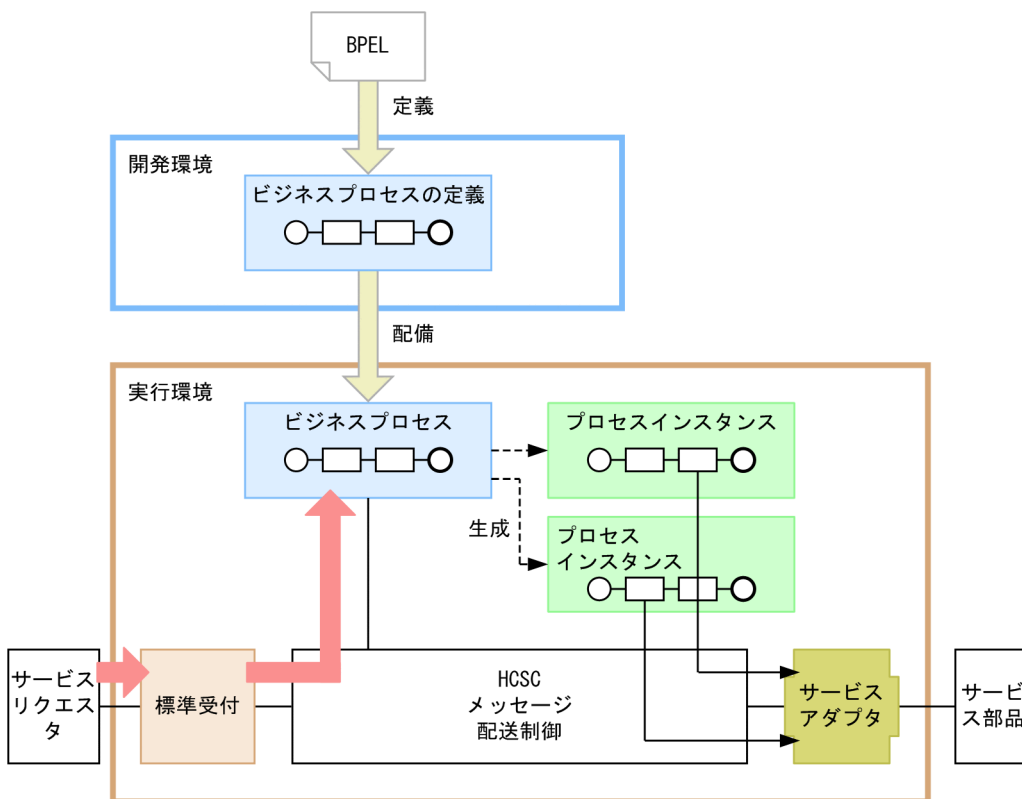 BPEL
定義
開発環境
ビジネスプロセスの定義
配備
実行環境
ビジネスプロセス
プロセスインスタンス
生成
プロセス
インスタンス
サービス
リクエス
タ
標準受付
HCSC
メッセージ
配送制御
サービス
アダプタ
サービ
ス部品